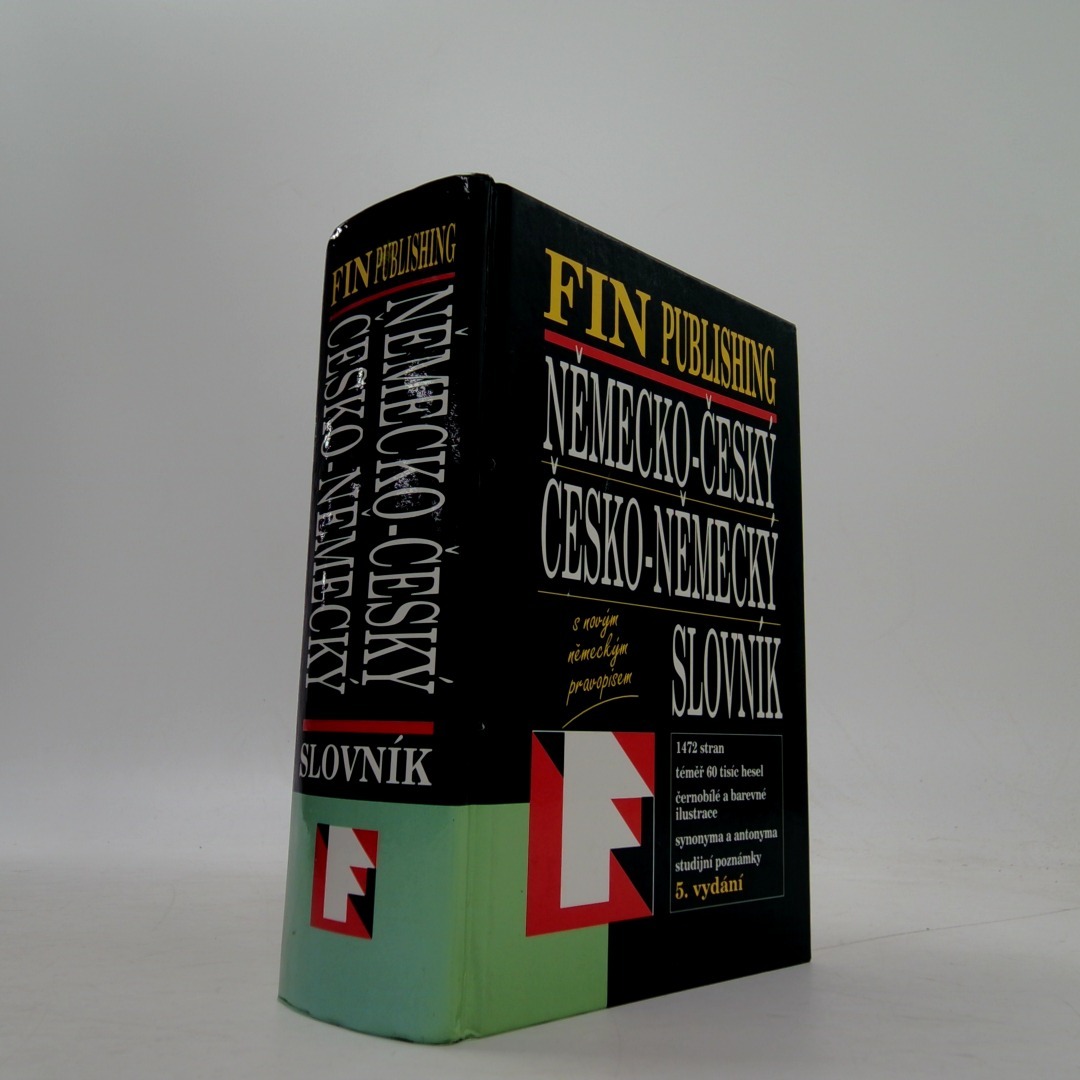 FIN PUBLISHING
NĚMECKO-ČESKÝ
ČESKO-NĚMECKÝ
SLOVNÍK
F
FIN PUBLISHING
NĚMECKO-ČESKÝ
ČESKO-NĚMECKÝ
s novým
německým
pravopisem
SLOVNÍK
F
1472 stran
téměř 60 tisíc hesel
černobílé a barevné
ilustrace
synonyma a antonyma
studijní poznámky
5. vydání